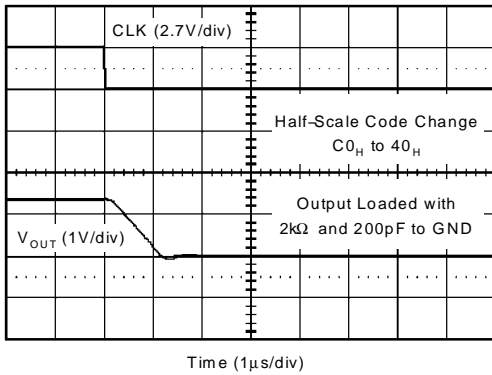 CLK (2.7V/div)
Half–Scale Code Change
C0H to 40H
Output Loaded with
2kΩ and 200pF to GND
VOUT (1V/div)
Time (1µs/div)